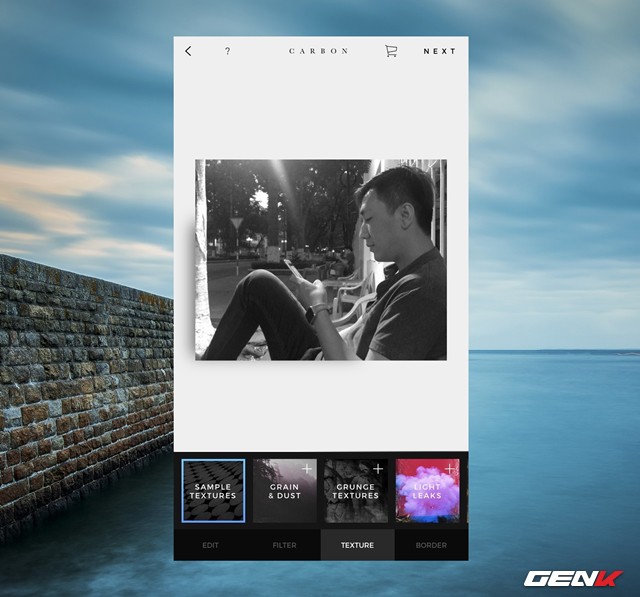 ?
CARBON
NEXT
SAMPLE
TEXTURES
GRAIN
& DUST
GRUNGE
TEXTURES
LIGHT
LEAKS
EDIT
FILTER
TEXTURE
BORDER
GENK